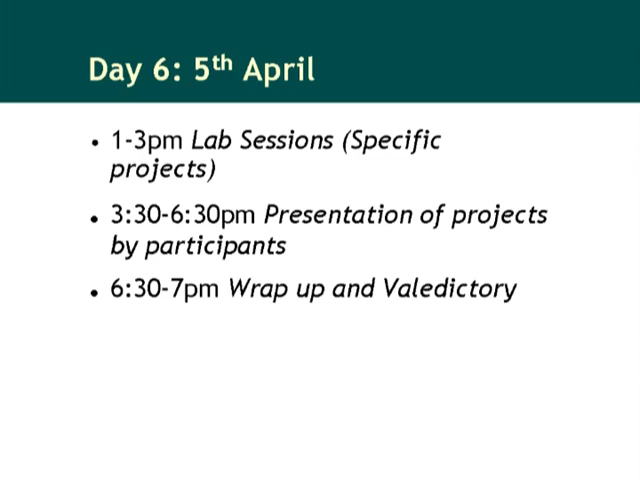 Day 6: 5th April
• 1-3pm Lab Sessions (Specific
projects)
• 3:30-6:30pm Presentation of projects
by participants
• 6:30-7pm Wrap up and Valedictory